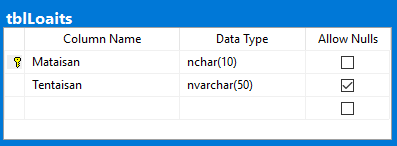 tblLoaits
Column Name Data Type Allow Nulls
Mataisan nchar(10)
Tentaisan nvarchar(50)